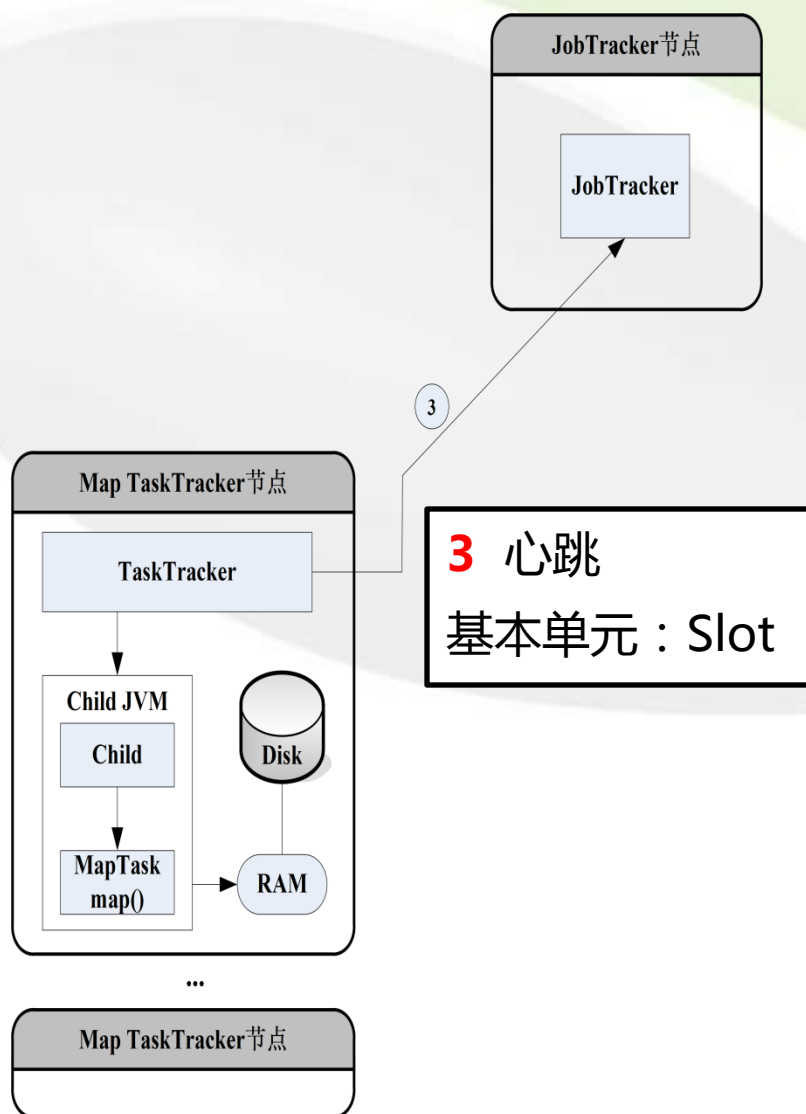 JobTracker节点
JobTracker
3
Map TaskTracker节点
TaskTracker
3 心跳
基本单元：Slot
Child JVM
Child
Disk
MapTask
map()
RAM
...
Map TaskTracker节点